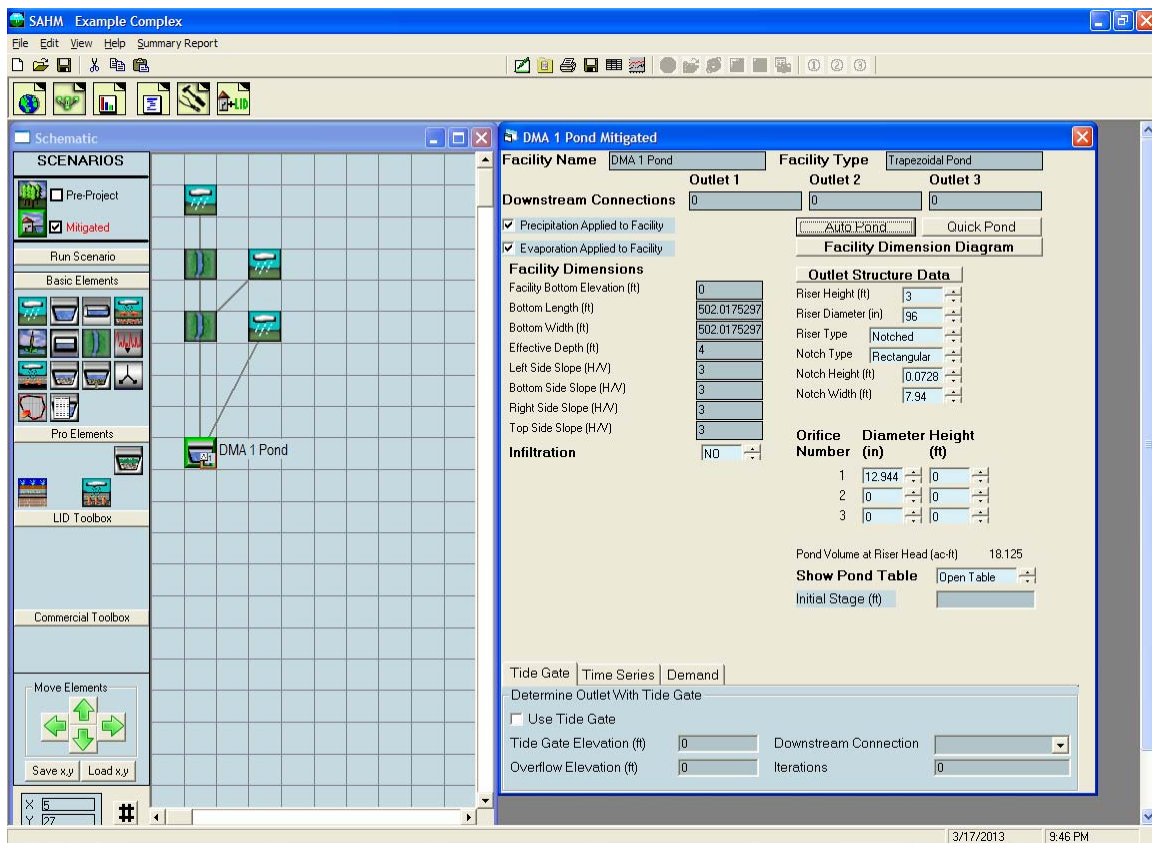 SAHM Example Complex
File Edit View Help Summary Report
Schematic
SCENARIOS
Pre-Project
Mitigated
Run Scenario
Basic Elements
Pro Elements
LID Toolbox
Commercial Toolbox
Move Elements
Save x,y Load x,y
X 5
Y 27
#
DMA 1 Pond
+LID
DMA 1 Pond Mitigated
Facility Name DMA 1 Pond Facility Type Trapezoidal Pond
Outlet 1 Outlet 2 Outlet 3
Downstream Connections 0 0 0
Precipitation Applied to Facility Auto Pond Quick Pond
Evaporation Applied to Facility Facility Dimension Diagram
Facility Dimensions
Facility Bottom Elevation (ft) 0
Bottom Length (ft) 502.0175297
Bottom Width (ft) 502.0175297
Effective Depth (ft) 4
Left Side Slope (H/V) 3
Bottom Side Slope (H/V) 3
Right Side Slope (H/V) 3
Top Side Slope (H/V) 3
Infiltration NO
Outlet Structure Data
Riser Height (ft) 3
Riser Diameter (in) 96
Riser Type Notched
Notch Type Rectangular
Notch Height (ft) 0.0728
Notch Width (ft) 7.94
Orifice Diameter Height
Number (in) (ft)
1 12.944 0
2 0 0
3 0 0
Pond Volume at Riser Head (ac-ft) 18.125
Show Pond Table Open Table
Initial Stage (ft)
Tide Gate Time Series Demand
Determine Outlet With Tide Gate
Use Tide Gate
Tide Gate Elevation (ft) 0 Downstream Connection
Overflow Elevation (ft) 0 Iterations 0
3/17/2013 9:46 PM